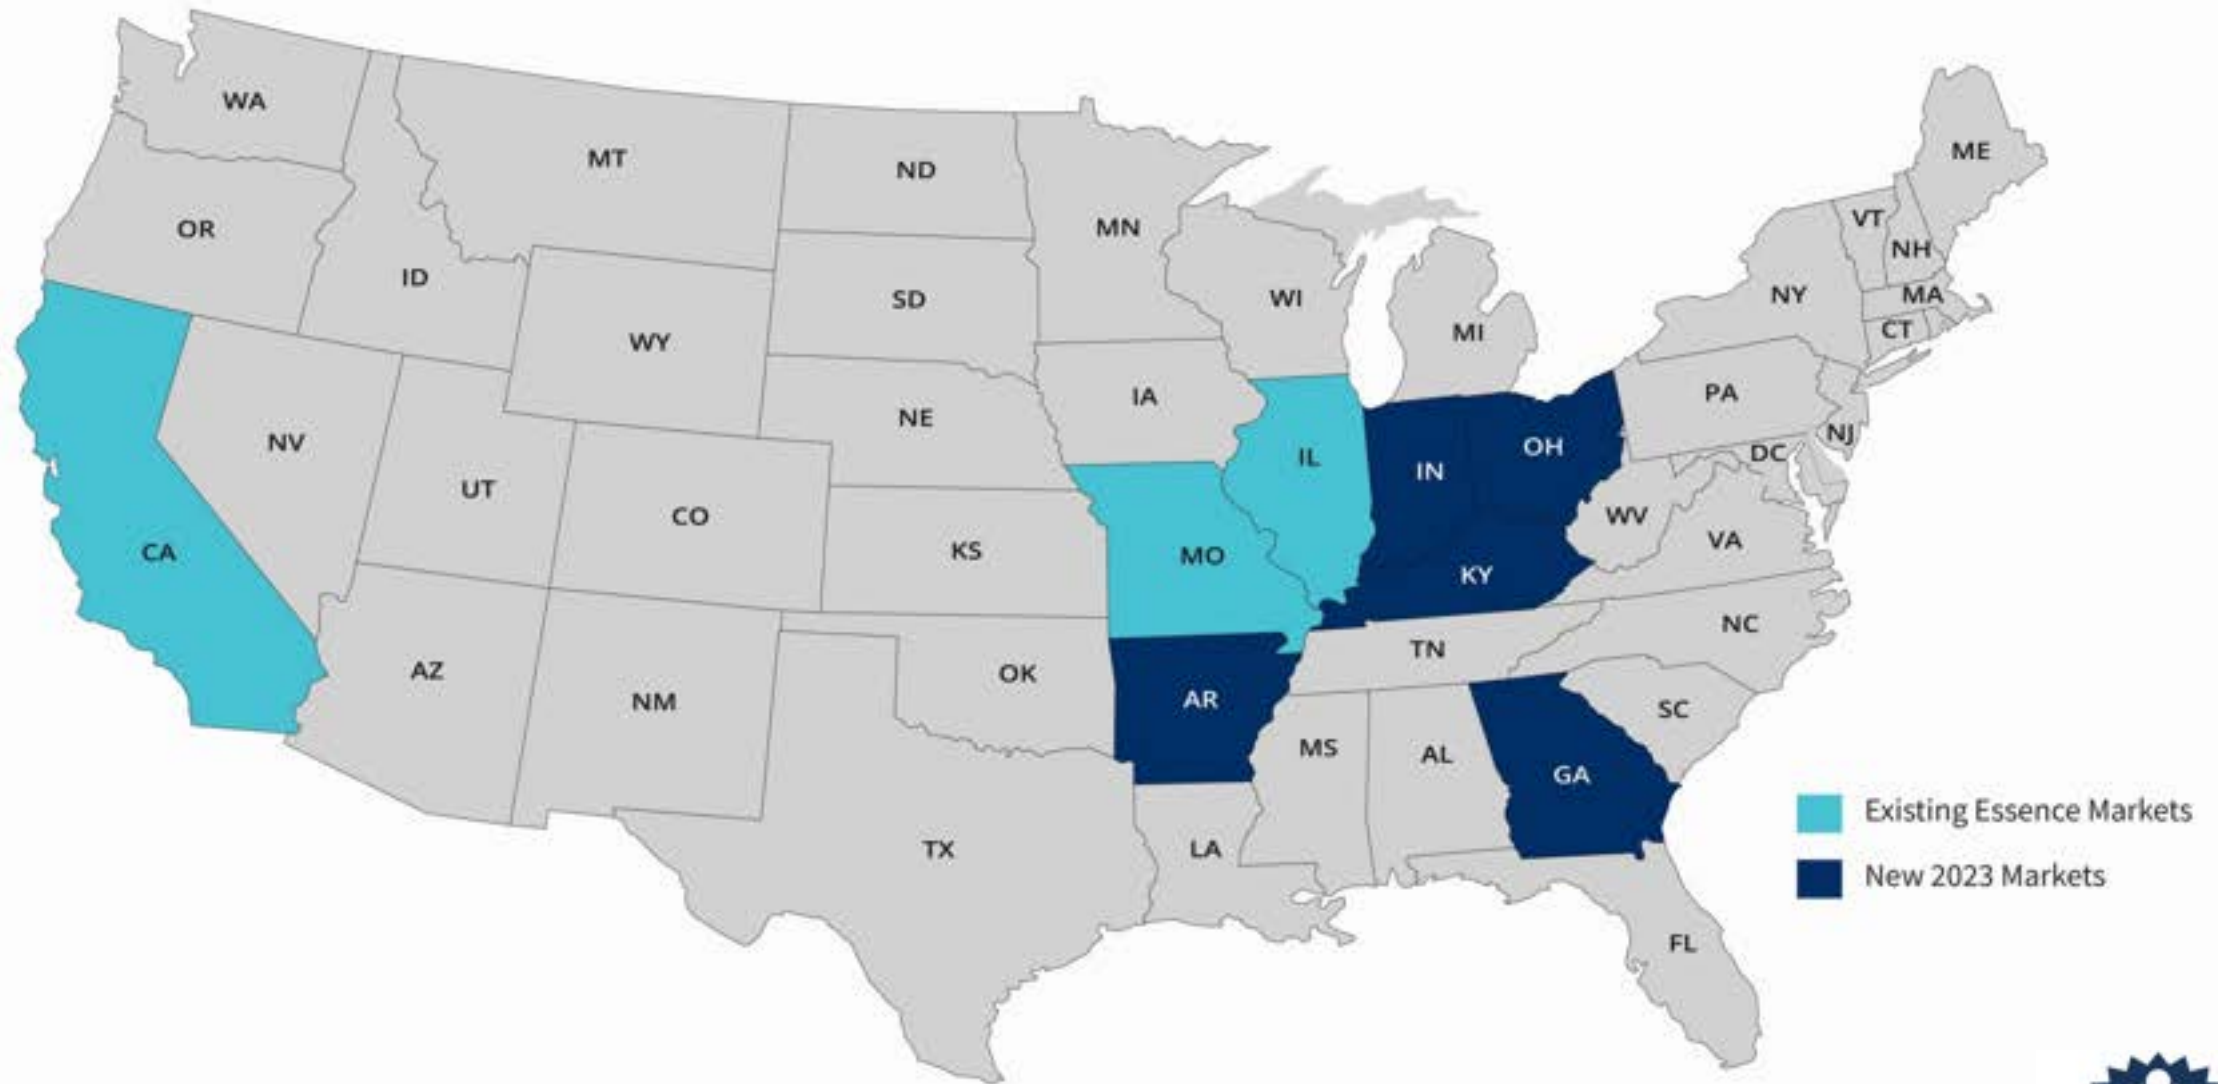 WA
MT
ND
MN
ME
OR
ID
SD
WI
VT
NH
NY
MA
WY
MI
CT
IA
PA
NE
NV
IL
IN
OH
NJ
DC
UT
CO
KS
MO
WV
VA
CA
KY
NC
AZ
NM
OK
TN
AR
SC
MS
AL
GA
TX
LA
FL
Existing Essence Markets
New 2023 Markets